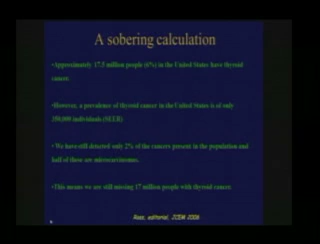 A sobering calculation
•Approximately 17.5 million people (6%) in the United States have thyroid
cancer.
•However, a prevalence of thyroid cancer in the United States is of only
350,000 individuals (SEER)
• We have still detected only 2% of the cancers present in the population and
half of these are microcarcinomas.
•This means we are still missing 17 million people with thyroid cancer.
Ross, editorial, JCEM 2006